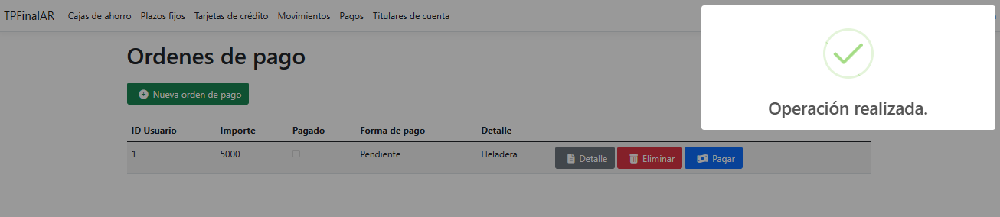 TPFinalAR Cajas de ahorro Plazos fijos Tarjetas de crédito Movimientos Pagos Titulares de cuenta
Ordenes de pago
Nueva orden de pago
Operación realizada.
ID Usuario Importe Pagado Forma de pago Detalle
1 5000 Pendiente Heladera Detalle Eliminar Pagar